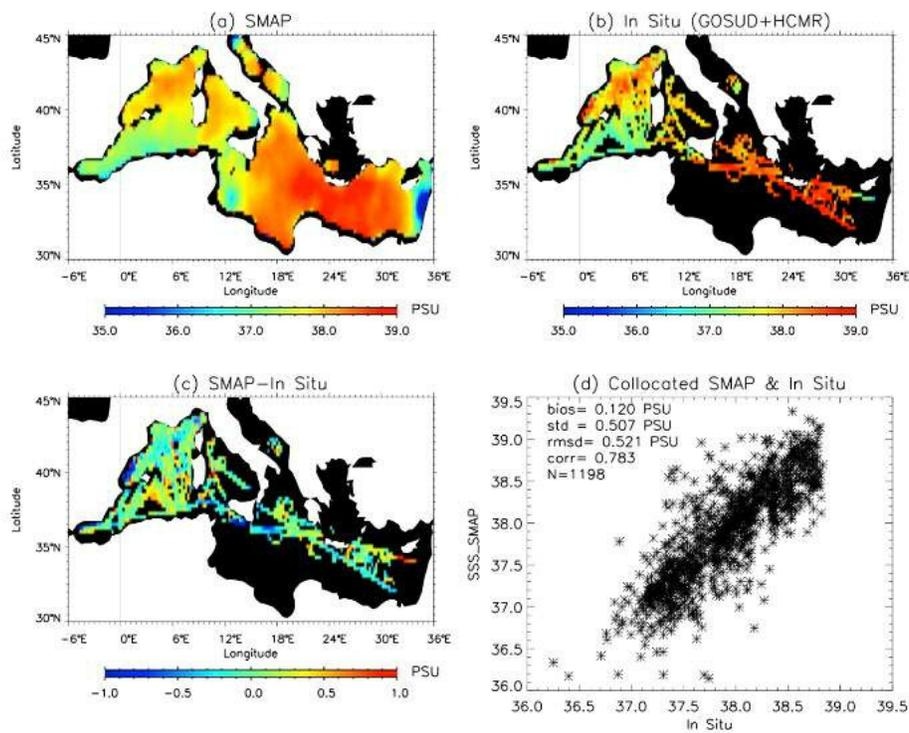 (a) SMAP
45°N
40°N
35°N
30°N
Latitude
-6°E 0°E 6°E 12°E 18°E 24°E 30°E 36°E
Longitude
PSU
35.0 36.0 37.0 38.0 39.0
(b) In Situ (GOSUD+HCMR)
45°N
40°N
35°N
30°N
Latitude
-6°E 0°E 6°E 12°E 18°E 24°E 30°E 36°E
Longitude
PSU
35.0 36.0 37.0 38.0 39.0
(c) SMAP-In Situ
45°N
40°N
35°N
30°N
Latitude
-6°E 0°E 6°E 12°E 18°E 24°E 30°E 36°E
Longitude
PSU
-1.0 -0.5 0.0 0.5 1.0
(d) Collocated SMAP & In Situ
bias= 0.120 PSU
std = 0.507 PSU
rmsd= 0.521 PSU
corr= 0.783
N=1198
39.5
39.0
38.5
38.0
37.5
37.0
36.5
36.0
SSS_SMAP
36.0 36.5 37.0 37.5 38.0 38.5 39.0 39.5
In Situ